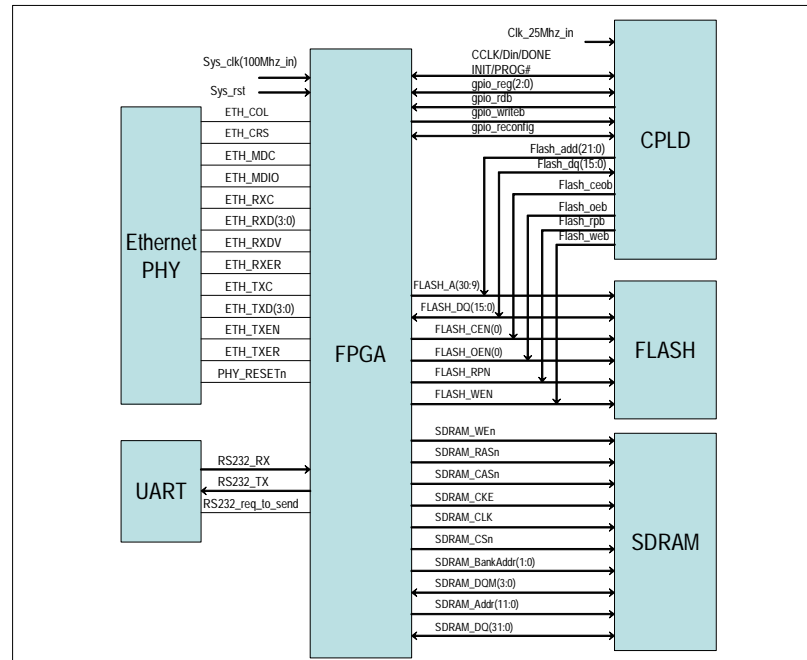 Clk_25Mhz_in
Sys_clk(100Mhz_in)
Sys_rst
CCLK/Din/DONE
INIT/PROG#
gpio_reg(2:0)
gpio_rdb
gpio_writeb
gpio_reconfig
CPLD
Flash_add(21:0)
Flash_dq(15:0)
Flash_ceob
Flash_oeb
Flash_rpb
Flash_web
ETH_COL
ETH_CRS
ETH_MDC
ETH_MDIO
ETH_RXC
ETH_RXD(3:0)
ETH_RXDV
ETH_RXER
ETH_TXC
ETH_TXD(3:0)
ETH_TXEN
ETH_TXER
PHY_RESETn
Ethernet
PHY
FPGA
FLASH_A(30:9)
FLASH_DQ(15:0)
FLASH_CEN(0)
FLASH_OEN(0)
FLASH_RPN
FLASH_WEN
FLASH
UART
RS232_RX
RS232_TX
RS232_req_to_send
SDRAM_WEn
SDRAM_RASn
SDRAM_CASn
SDRAM_CKE
SDRAM_CLK
SDRAM_CSn
SDRAM_BankAddr(1:0)
SDRAM_DQM(3:0)
SDRAM_Addr(11:0)
SDRAM_DQ(31:0)
SDRAM